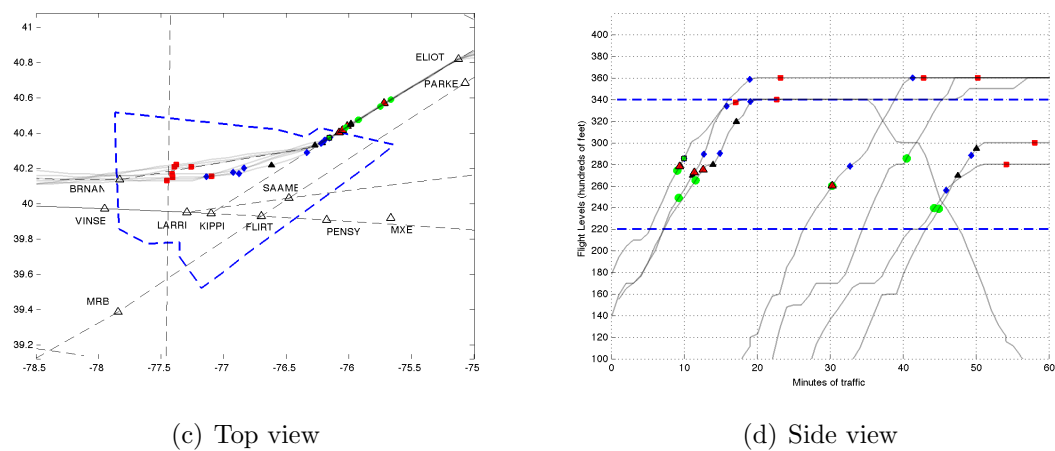 41
40.8
40.6
40.4
40.2
40
39.8
39.6
39.4
39.2
-78.5
-78
-77.5
-77
-76.5
-76
-75.5
-75
ELIOT
PARKE
BRNAN
SAAME
VINSE
LARRI
KIPPI
FLIRT
PENSY
MXE
MRB
(c) Top view
Flight Levels (hundreds of feet)
400
380
360
340
320
300
280
260
240
220
200
180
160
140
120
100
0
10
20
30
40
50
60
Minutes of traffic
(d) Side view